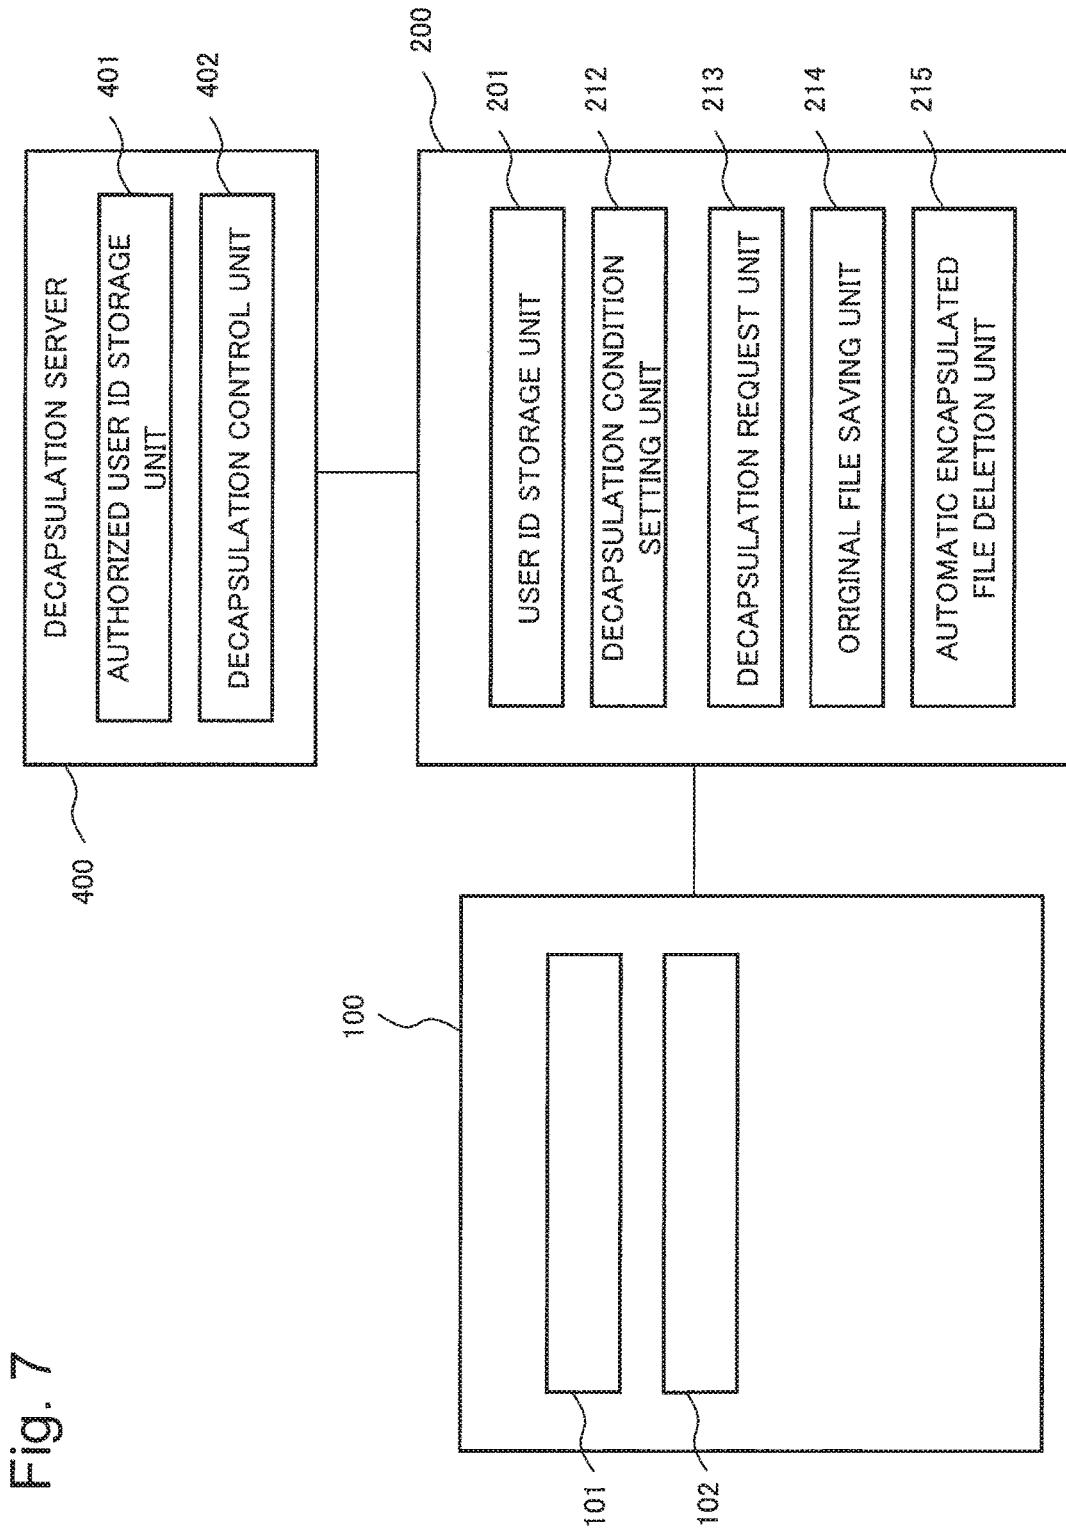 Fig. 7
400
DECAPSULATION SERVER
AUTHORIZED USER ID STORAGE
UNIT
401
DECAPSULATION CONTROL UNIT
402
100
101
102
200
USER ID STORAGE UNIT
201
DECAPSULATION CONDITION
SETTING UNIT
212
DECAPSULATION REQUEST UNIT
213
ORIGINAL FILE SAVING UNIT
214
AUTOMATIC ENCAPSULATED
FILE DELETION UNIT
215